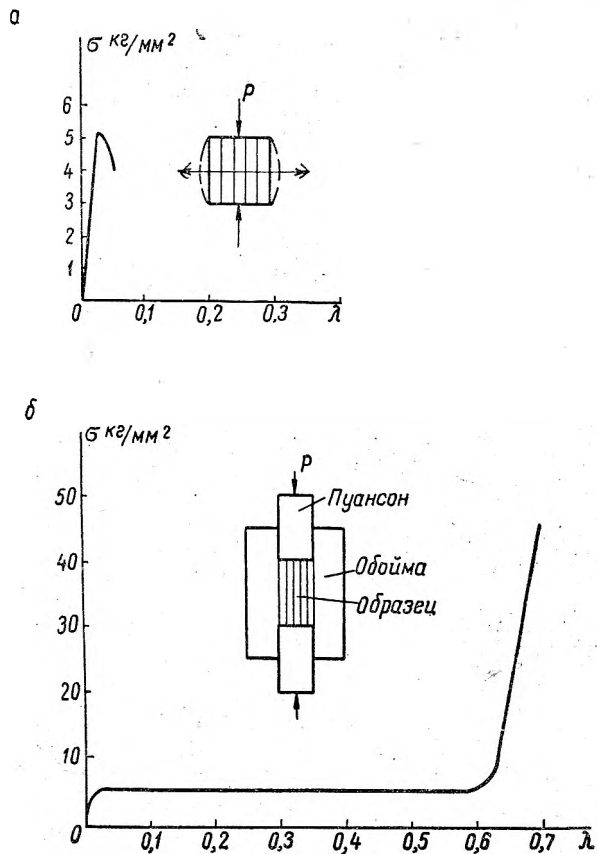 а
σ кг/мм²
6
5
4
3
2
1
0
0,1
0,2
0,3
λ
P
б
σ кг/мм²
50
40
30
20
10
0
0,1
0,2
0,3
0,4
0,5
0,6
0,7
λ
P
Пуансон
Обойма
Образец